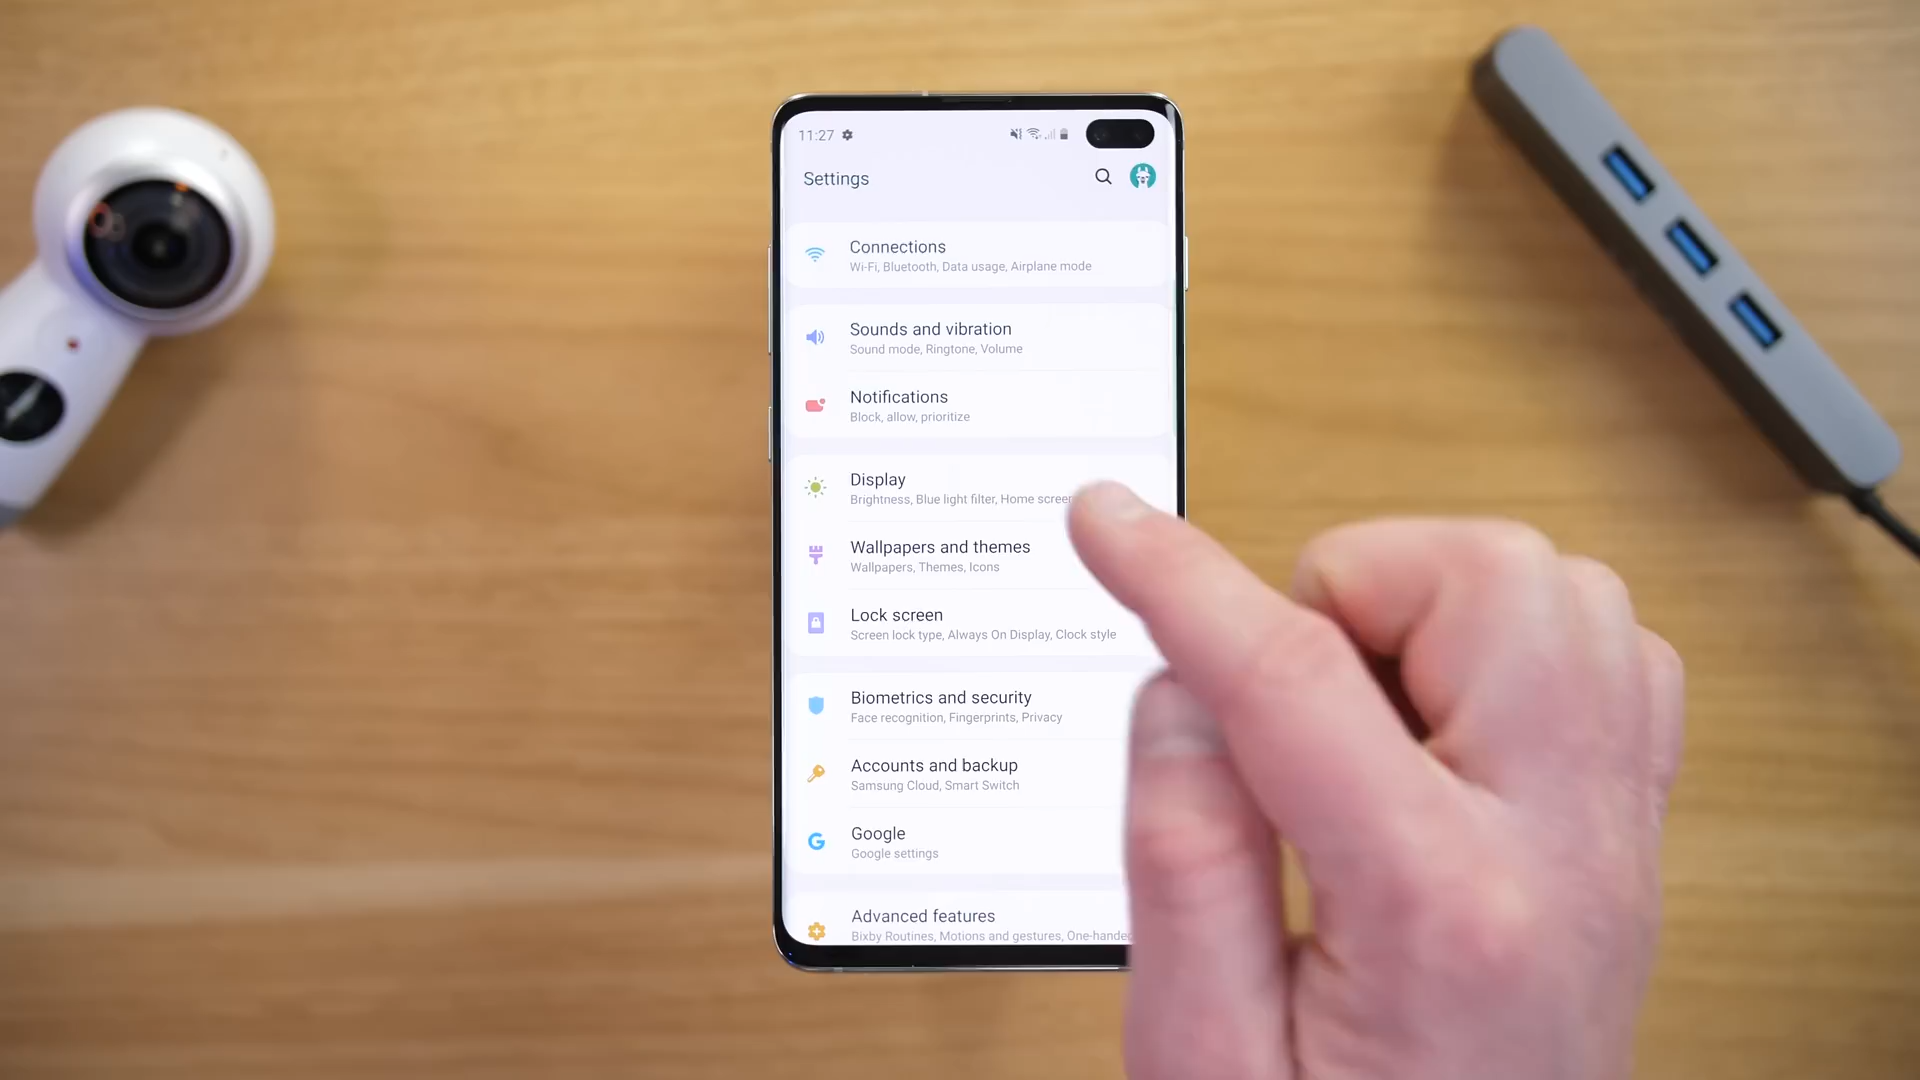 11:27
Settings
Connections
Wi-Fi, Bluetooth, Data usage, Airplane mode
Sounds and vibration
Sound mode, Ringtone, Volume
Notifications
Block, allow, prioritize
Display
Brightness, Blue light filter, Home screen
Wallpapers and themes
Wallpapers, Themes, Icons
Lock screen
Screen lock type, Always On Display, Clock style
Biometrics and security
Face recognition, Fingerprints, Privacy
Accounts and backup
Samsung Cloud, Smart Switch
Google
Google settings
Advanced features
Bixby Routines, Motions and gestures, One-handed